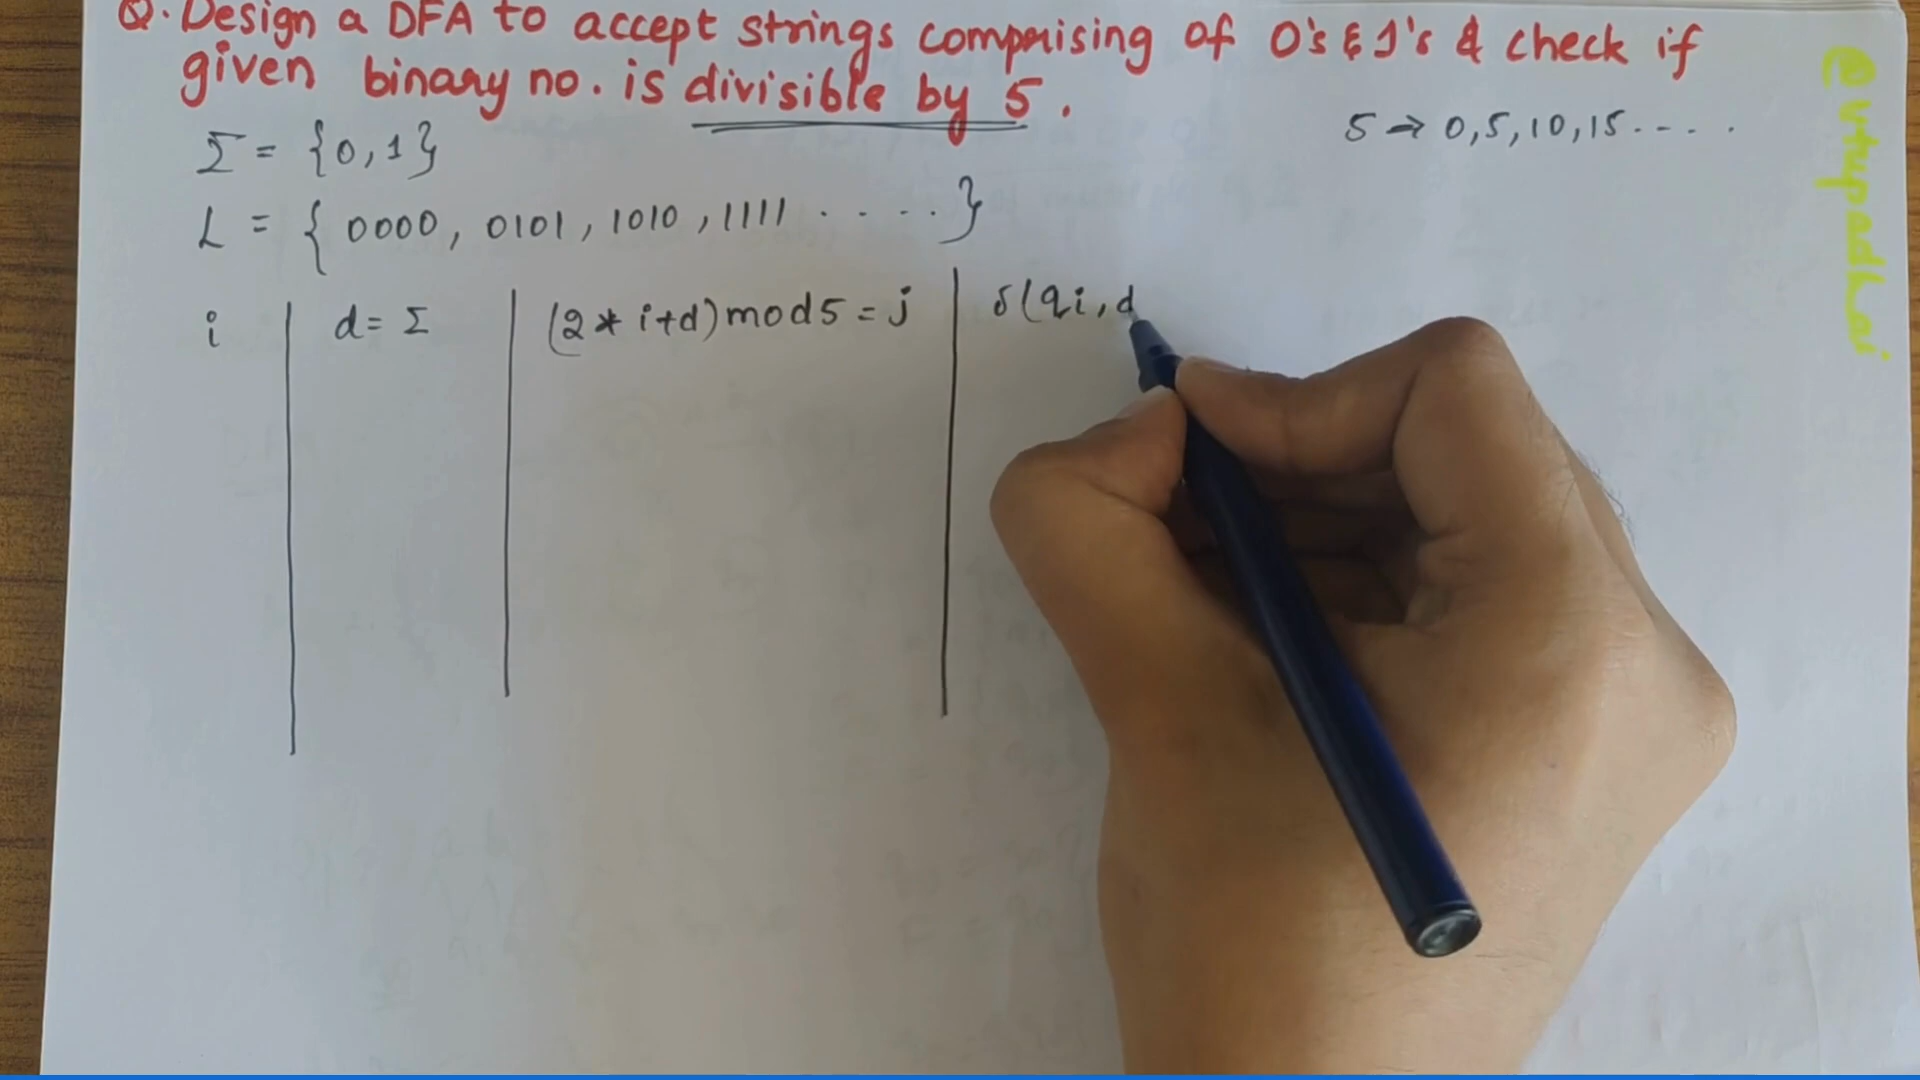 Q. Design a DFA to accept strings comprising of 0's & 1's & check if
given binary no. is divisible by 5.
5 → 0,5,10,15-----.
Σ = {0,1}
L = { 0000, 0101, 1010, 1111 ..... }
i | d = Σ | (2 * i+d) mod 5 = j | δ(qi, d
@vtupadhai